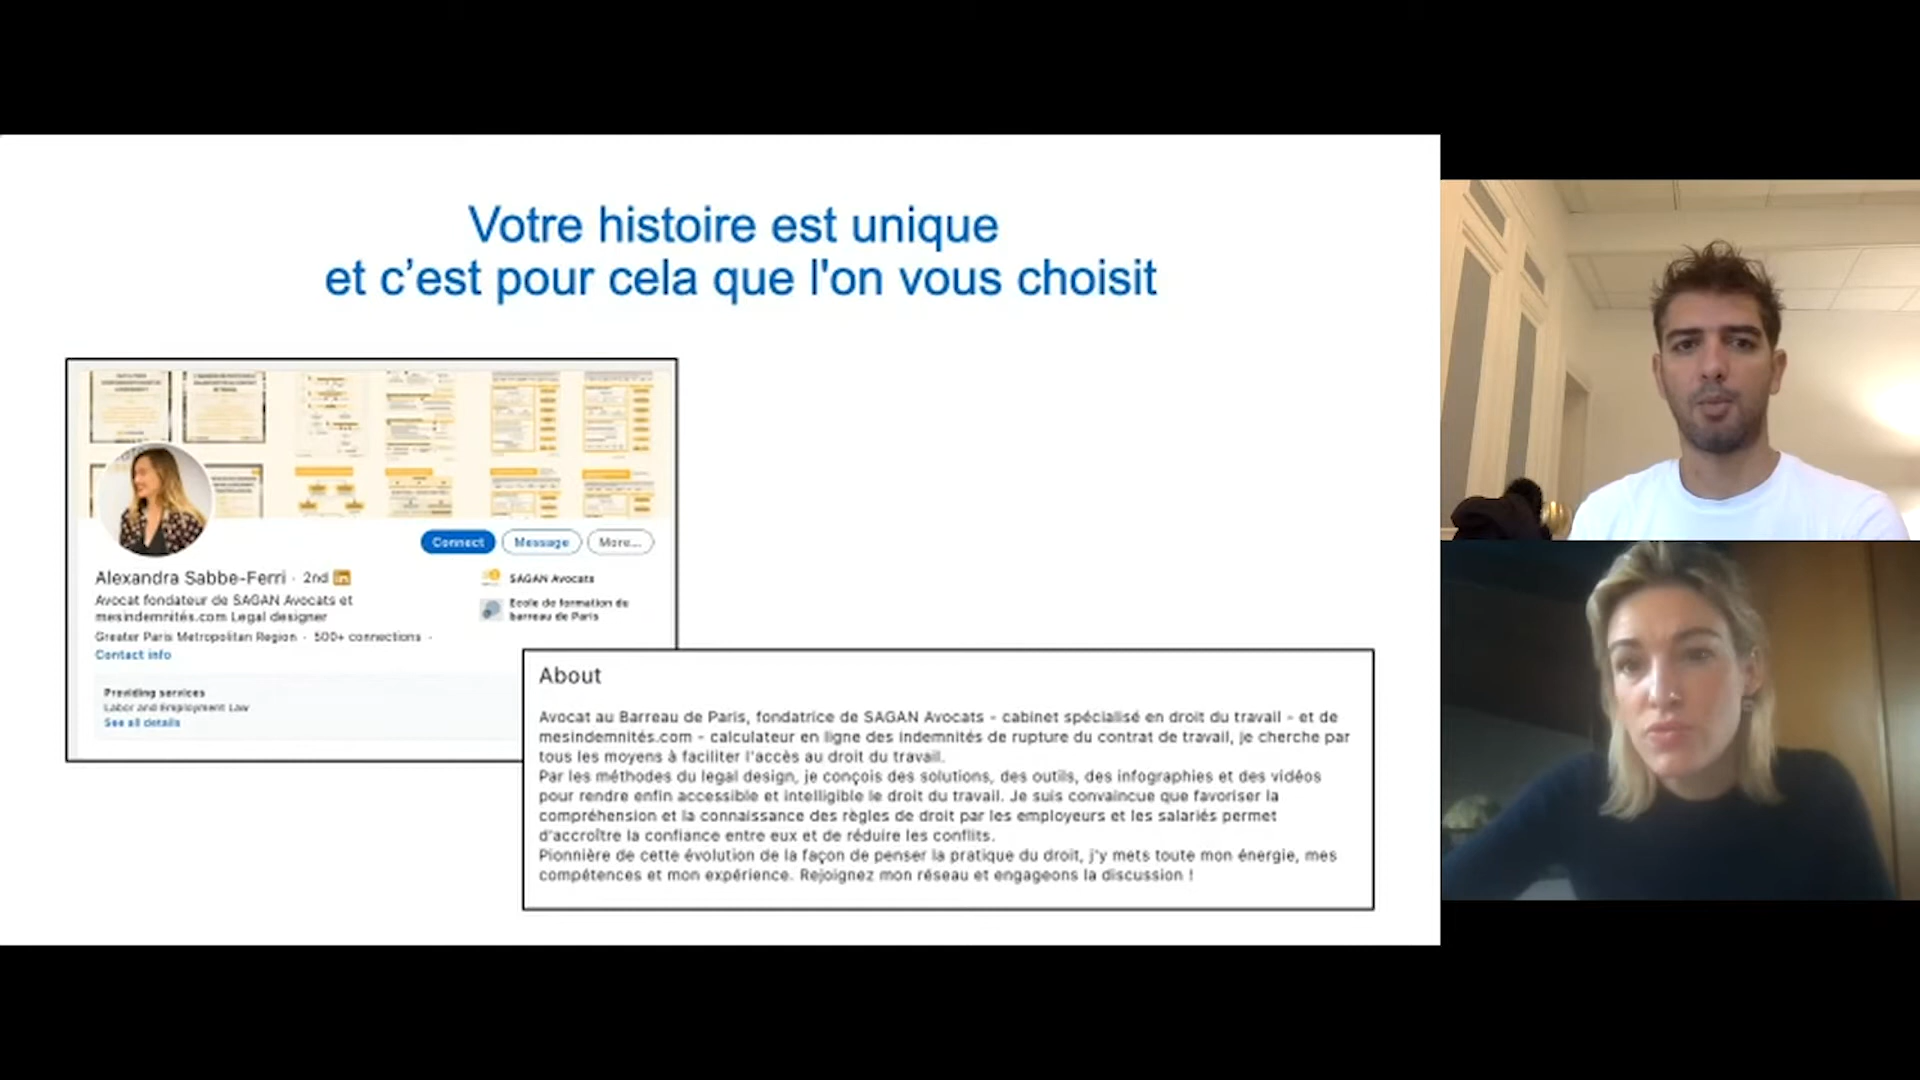 Votre histoire est unique
et c’est pour cela que l'on vous choisit
Connect
Message
More...
Alexandra Sabbe-Ferri · 2nd in
Avocat fondateur de SAGAN Avocats et
mesindemnités.com Legal designer
Greater Paris Metropolitan Region · 500+ connections ·
Contact info
SAGAN Avocats
Ecole de formation du
barreau de Paris
Providing services
Labor and Employment Law
See all details
About
Avocat au Barreau de Paris, fondatrice de SAGAN Avocats - cabinet spécialisé en droit du travail - et de
mesindemnités.com - calculateur en ligne des indemnités de rupture du contrat de travail, je cherche par
tous les moyens à faciliter l'accès au droit du travail.
Par les méthodes du legal design, je conçois des solutions, des outils, des infographies et des vidéos
pour rendre enfin accessible et intelligible le droit du travail. Je suis convaincue que favoriser la
compréhension et la connaissance des règles de droit par les employeurs et les salariés permet
d'accroître la confiance entre eux et de réduire les conflits.
Pionnière de cette évolution de la façon de penser la pratique du droit, j'y mets toute mon énergie, mes
compétences et mon expérience. Rejoignez mon réseau et engageons la discussion !